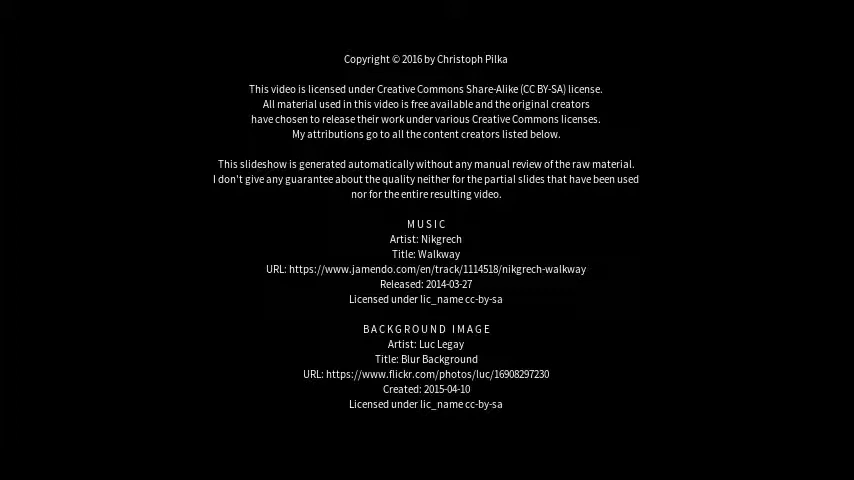 Copyright © 2016 by Christoph Pilka
This video is licensed under Creative Commons Share-Alike (CC BY-SA) license.
All material used in this video is free available and the original creators
have chosen to release their work under various Creative Commons licenses.
My attributions go to all the content creators listed below.
This slideshow is generated automatically without any manual review of the raw material.
I don't give any guarantee about the quality neither for the partial slides that have been used
nor for the entire resulting video.
M U S I C
Artist: Nikgrech
Title: Walkway
URL: https://www.jamendo.com/en/track/1114518/nikgrech-walkway
Released: 2014-03-27
Licensed under lic_name cc-by-sa
B A C K G R O U N D   I M A G E
Artist: Luc Legay
Title: Blur Background
URL: https://www.flickr.com/photos/luc/16908297230
Created: 2015-04-10
Licensed under lic_name cc-by-sa